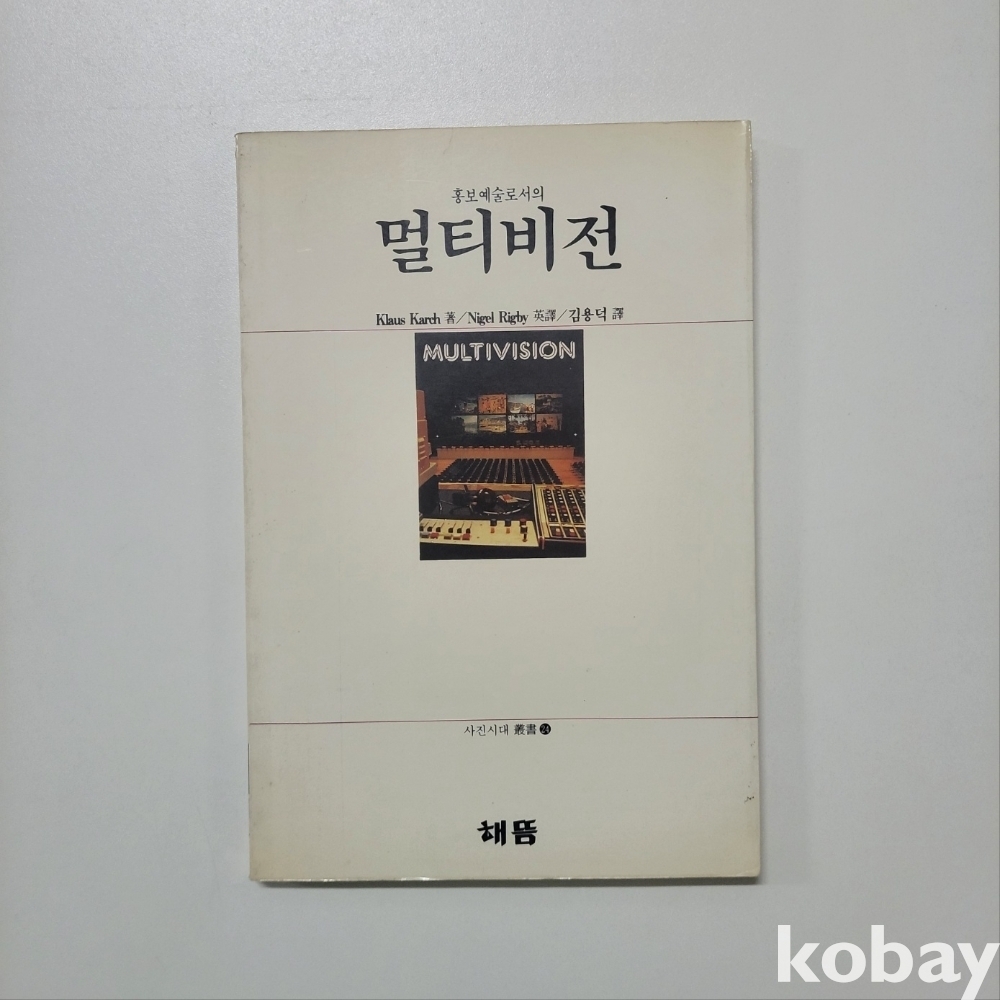 홍보예술로서의
멀티비전
Klaus Karch 著/Nigel Rigby 英譯/김용덕 譯
MULTIVISION
사진시대 叢書 24
해뜸
kobay